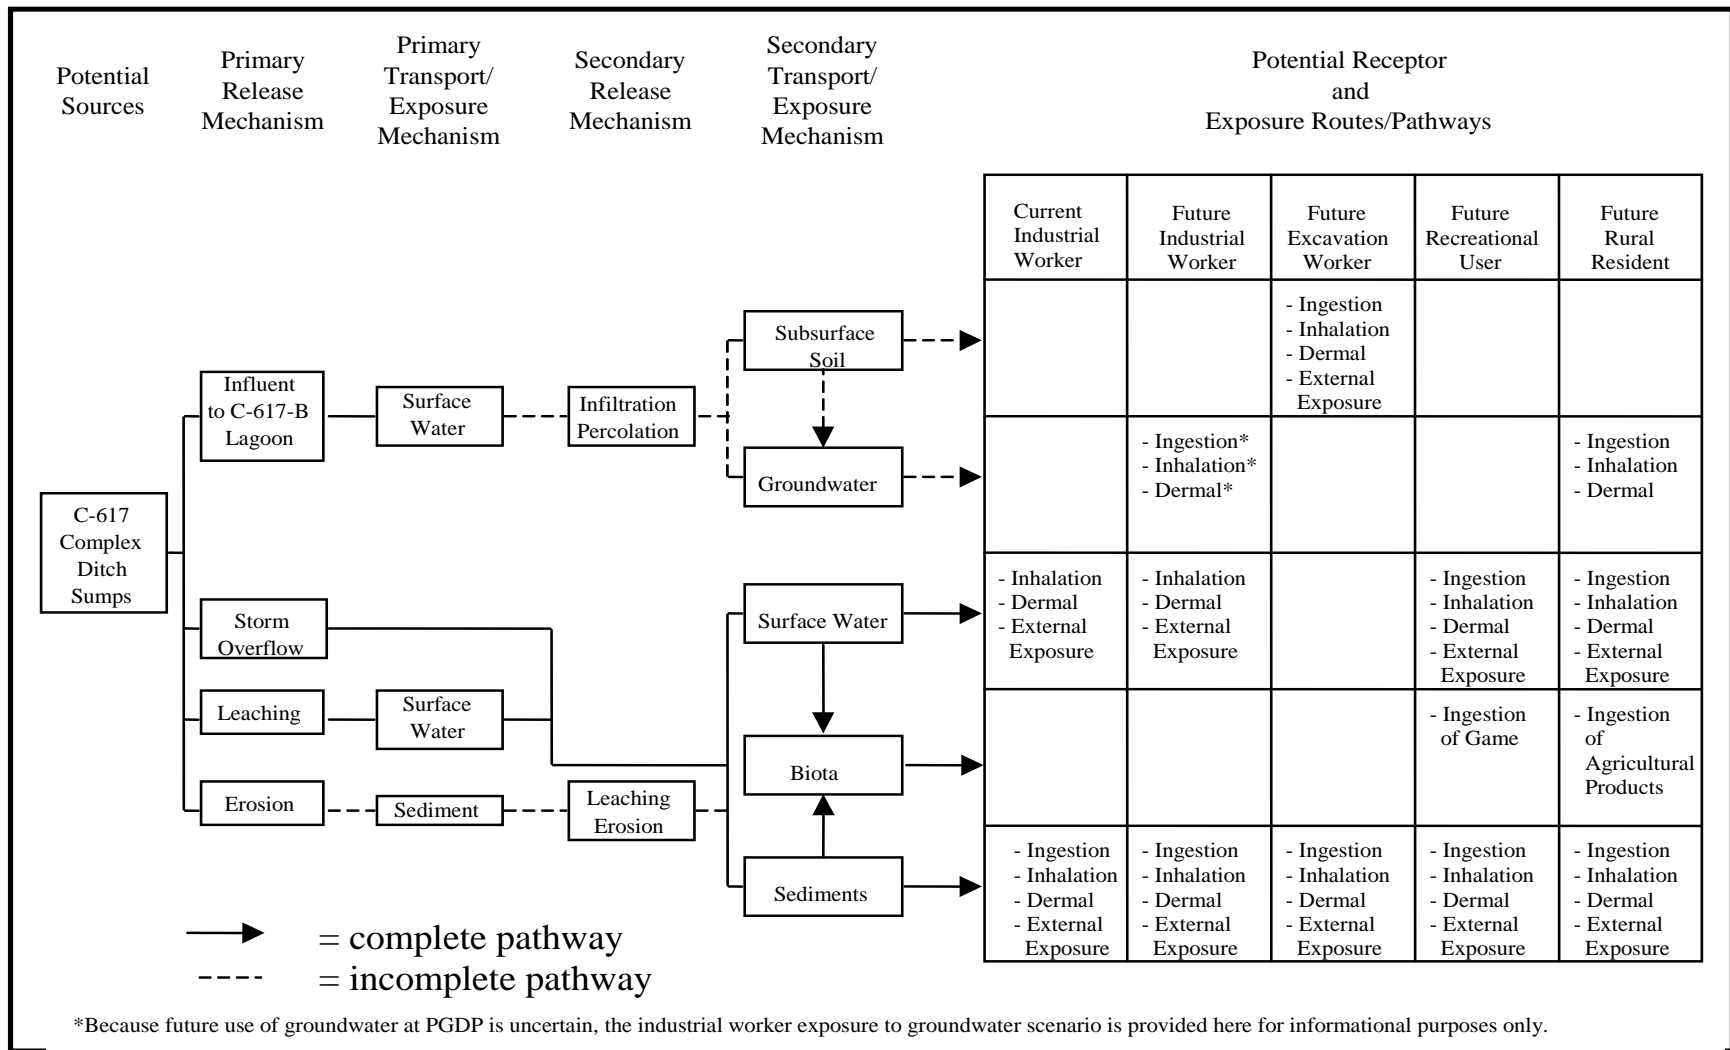 Potential
Sources
Primary
Release
Mechanism
Primary
Transport/
Exposure
Mechanism
Secondary
Release
Mechanism
Secondary
Transport/
Exposure
Mechanism
Potential Receptor
and
Exposure Routes/Pathways
Current
Industrial
Worker
Future
Industrial
Worker
Future
Excavation
Worker
Future
Recreational
User
Future
Rural
Resident
C-617
Complex
Ditch
Sumps
Influent
to C-617-B
Lagoon
Surface
Water
Infiltration
Percolation
Subsurface
Soil
- Ingestion
- Inhalation
- Dermal
- External
Exposure
Groundwater
- Ingestion*
- Inhalation*
- Dermal*
- Ingestion
- Inhalation
- Dermal
Storm
Overflow
Leaching
Surface
Water
Erosion
Sediment
Leaching
Erosion
Surface Water
- Inhalation
- Dermal
- External
Exposure
- Inhalation
- Dermal
- External
Exposure
- Ingestion
- Inhalation
- Dermal
- External
Exposure
- Ingestion
- Inhalation
- Dermal
- External
Exposure
Biota
- Ingestion
of Game
- Ingestion
of
Agricultural
Products
Sediments
- Ingestion
- Inhalation
- Dermal
- External
Exposure
- Ingestion
- Inhalation
- Dermal
- External
Exposure
- Ingestion
- Inhalation
- Dermal
- External
Exposure
- Ingestion
- Inhalation
- Dermal
- External
Exposure
- Ingestion
- Inhalation
- Dermal
- External
Exposure
= complete pathway
= incomplete pathway
*Because future use of groundwater at PGDP is uncertain, the industrial worker exposure to groundwater scenario is provided here for informational purposes only.